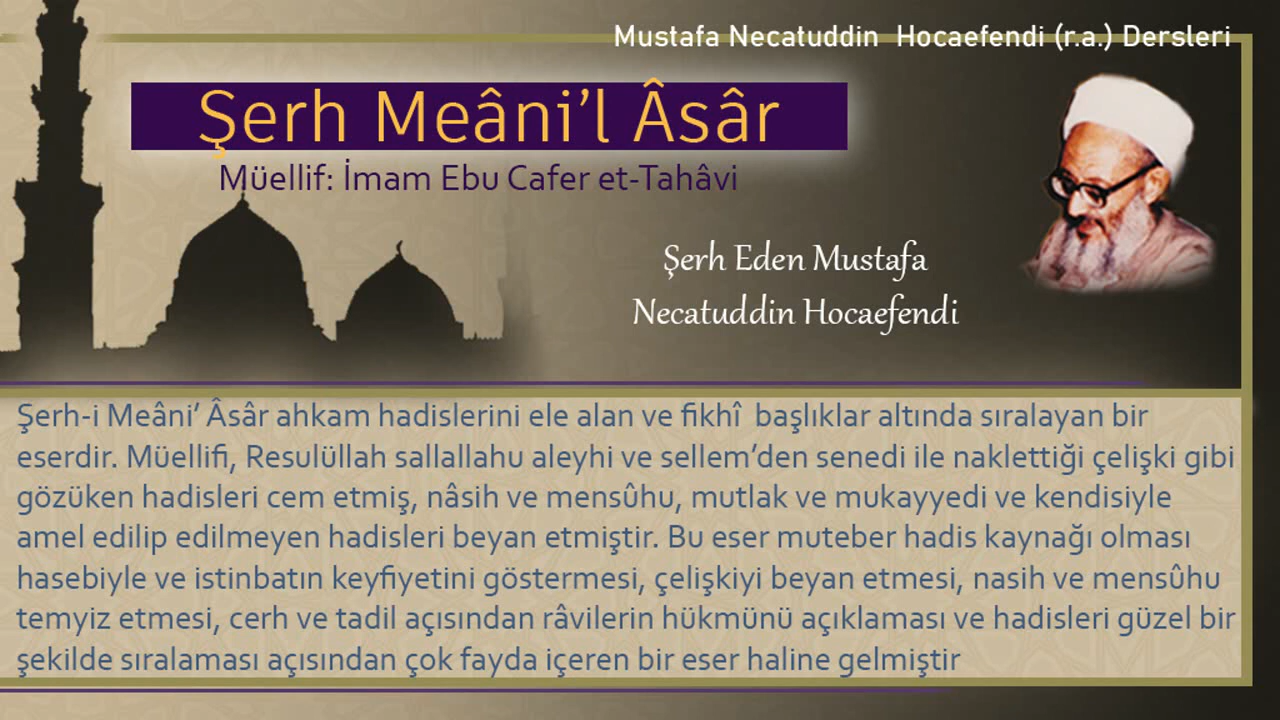 Mustafa Necatuddin Hocaefendi (r.a.) Dersleri
Şerh Meâni’l Âsâr
Müellif: İmam Ebu Cafer et-Tahâvi
Şerh Eden Mustafa
Necatuddin Hocaefendi
Şerh-i Meâni’ Âsâr ahkam hadislerini ele alan ve fikhî başlıklar altında sıralayan bir
eserdir. Müellifi, Resulüllah sallallahu aleyhi ve sellem’den senedi ile naklettiği çelişki gibi
gözüken hadisleri cem etmiş, nâsih ve mensûhu, mutlak ve mukayyedi ve kendisiyle
amel edilip edilmeyen hadisleri beyan etmiştir. Bu eser muteber hadis kaynağı olması
hasebiyle ve istinbatın keyfiyetini göstermesi, çelişkiyi beyan etmesi, nasih ve mensûhu
temyiz etmesi, cerh ve tadil açısından râvilerin hükmünü açıklaması ve hadisleri güzel bir
şekilde sıralaması açısından çok fayda içeren bir eser haline gelmiştir